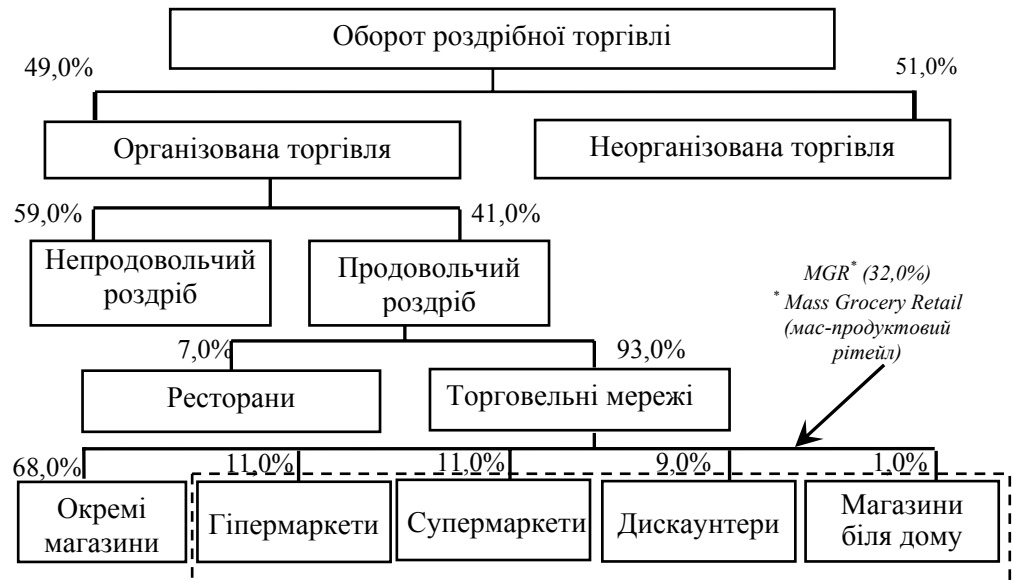 Оборот роздрібної торгівлі
49,0%
51,0%
Організована торгівля
Неорганізована торгівля
59,0%
41,0%
Непродовольчий
роздріб
Продовольчий
роздріб
MGR* (32,0%)
* Mass Grocery Retail
(мас-продуктовий
рітейл)
7,0%
93,0%
Ресторани
Торговельні мережі
68,0%
11,0%
11,0%
9,0%
1,0%
Окремі
магазини
Гіпермаркети
Супермаркети
Дискаунтери
Магазини
біля дому